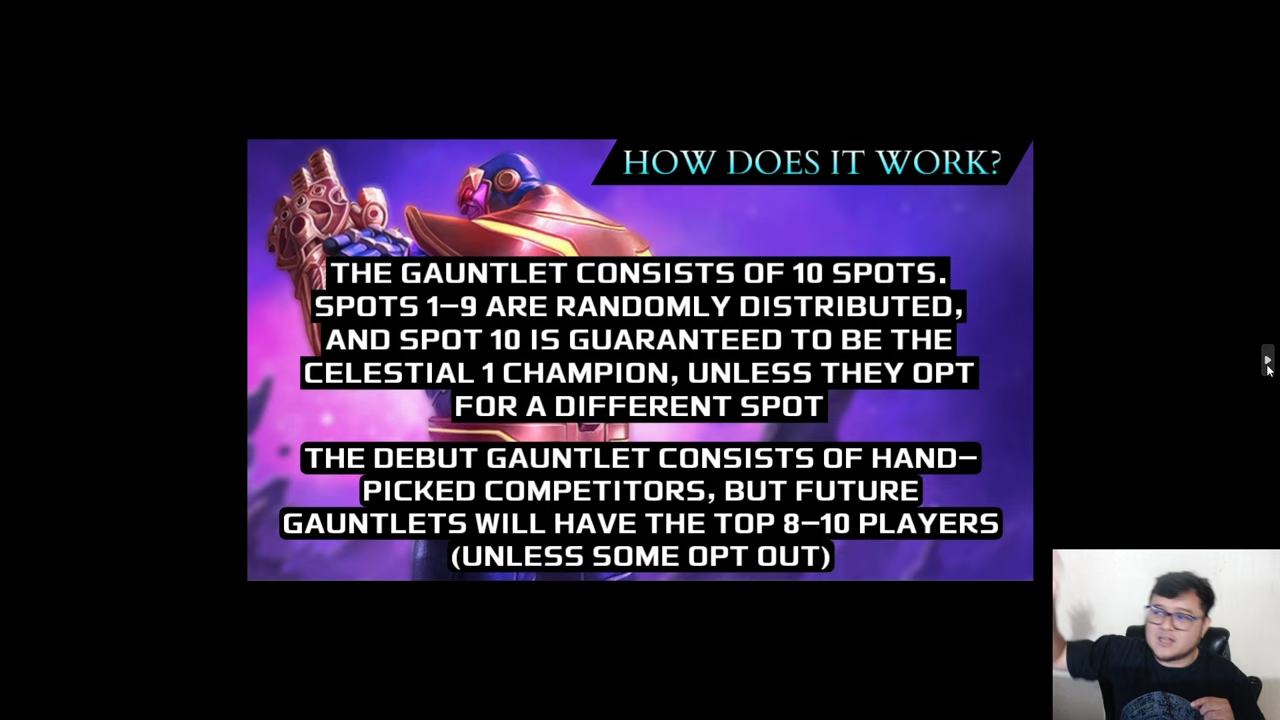 HOW DOES IT WORK?
THE GAUNTLET CONSISTS OF 10 SPOTS.
SPOTS 1–9 ARE RANDOMLY DISTRIBUTED,
AND SPOT 10 IS GUARANTEED TO BE THE
CELESTIAL 1 CHAMPION, UNLESS THEY OPT
FOR A DIFFERENT SPOT
THE DEBUT GAUNTLET CONSISTS OF HAND–
PICKED COMPETITORS, BUT FUTURE
GAUNTLETS WILL HAVE THE TOP 8–10 PLAYERS
(UNLESS SOME OPT OUT)